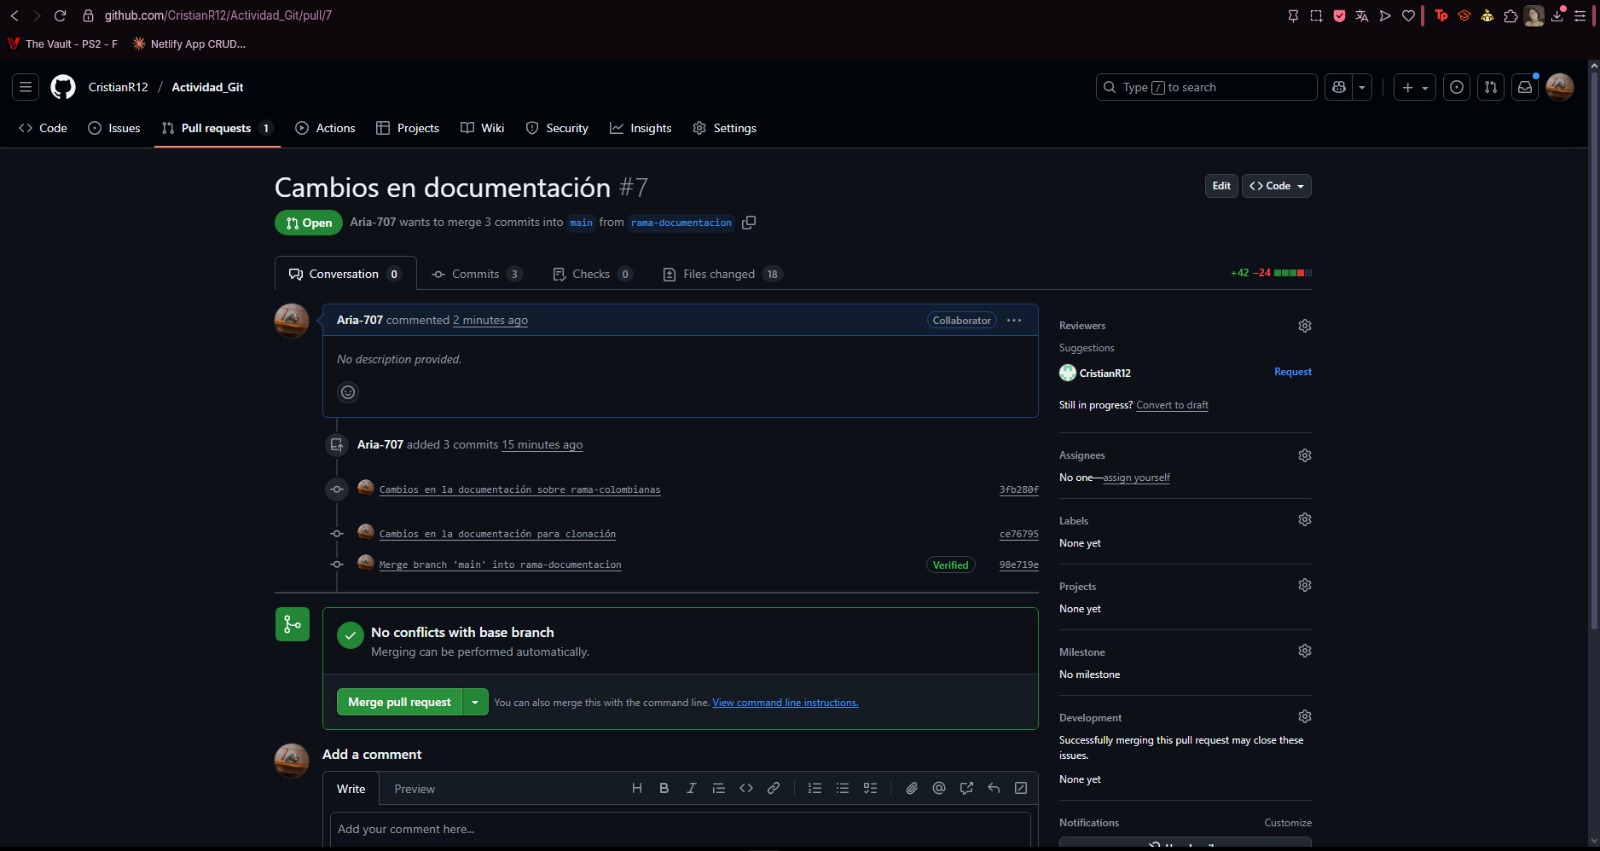 github.com/CristianR12/Actividad_Git/pull/7
The Vault - PS2 - F Netlify App CRUD...
CristianR12 / Actividad_Git
Type / to search
Code Issues Pull requests 1 Actions Projects Wiki Security Insights Settings
Cambios en documentación #7
Edit <> Code
Open Aria-707 wants to merge 3 commits into main from rama-documentacion
Conversation 0 Commits 3 Checks 0 Files changed 18
+42 −24
Aria-707 commented 2 minutes ago
Collaborator
No description provided.
Aria-707 added 3 commits 15 minutes ago
Cambios en la documentación sobre rama-colombianas 3fb280f
Cambios en la documentación para clonación ce76795
Merge branch 'main' into rama-documentacion Verified 98e719e
No conflicts with base branch
Merging can be performed automatically.
Merge pull request You can also merge this with the command line. View command line instructions.
Add a comment
Write Preview
Add your comment here...
Reviewers
Suggestions
CristianR12 Request
Still in progress? Convert to draft
Assignees
No one—assign yourself
Labels
None yet
Projects
None yet
Milestone
No milestone
Development
Successfully merging this pull request may close these
issues.
None yet
Notifications Customize